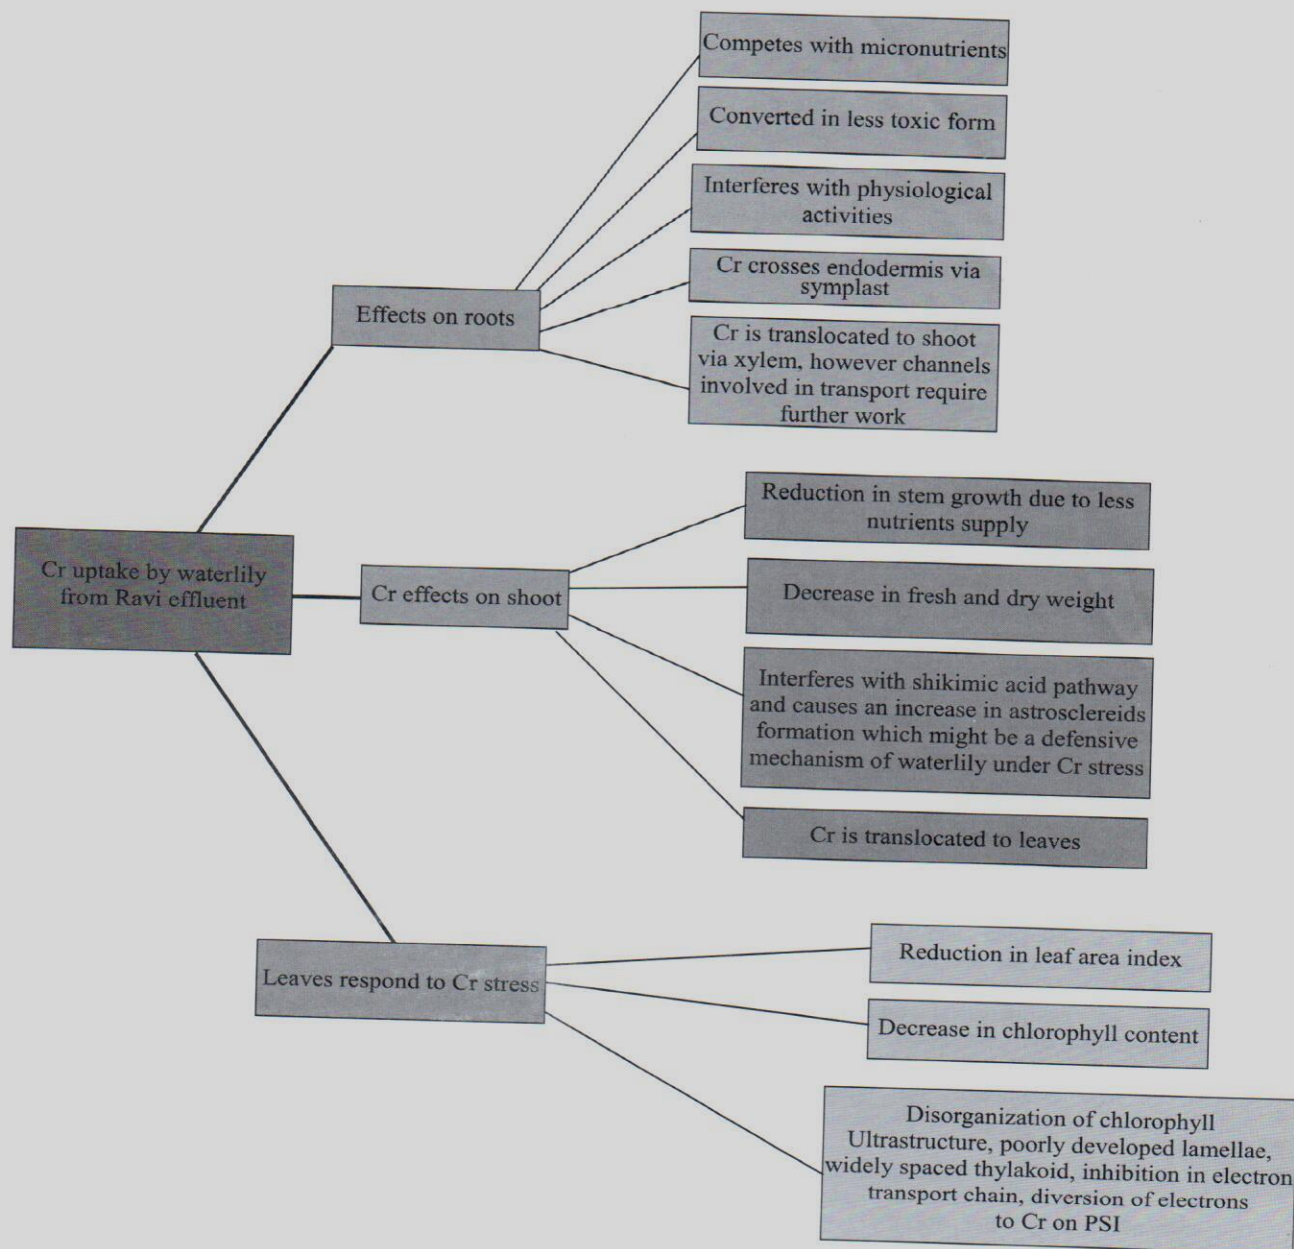 Competes with micronutrients
Converted in less toxic form
Interferes with physiological
activities
Cr crosses endodermis via
symplast
Effects on roots
Cr is translocated to shoot
via xylem, however channels
involved in transport require
further work
Reduction in stem growth due to less
nutrients supply
Cr uptake by waterlily
from Ravi effluent
Cr effects on shoot
Decrease in fresh and dry weight
Interferes with shikimic acid pathway
and causes an increase in astrosclereids
formation which might be a defensive
mechanism of waterlily under Cr stress
Cr is translocated to leaves
Leaves respond to Cr stress
Reduction in leaf area index
Decrease in chlorophyll content
Disorganization of chlorophyll
Ultrastructure, poorly developed lamellae,
widely spaced thylakoid, inhibition in electron
transport chain, diversion of electrons
to Cr on PSI